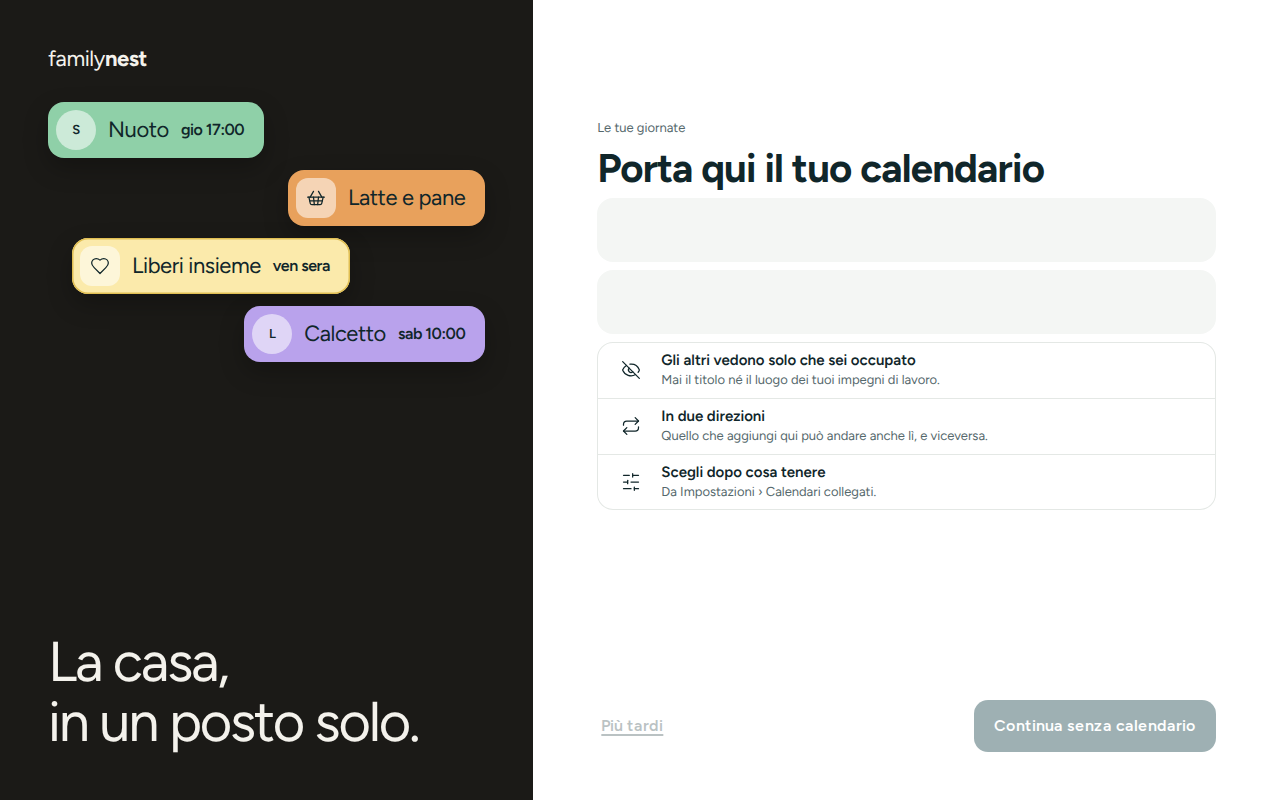 familynest
S Nuoto gio 17:00
Latte e pane
Liberi insieme ven sera
L Calcetto sab 10:00
La casa,
in un posto solo.
Le tue giornate
Porta qui il tuo calendario
Gli altri vedono solo che sei occupato
Mai il titolo né il luogo dei tuoi impegni di lavoro.
In due direzioni
Quello che aggiungi qui può andare anche lì, e viceversa.
Scegli dopo cosa tenere
Da Impostazioni › Calendari collegati.
Più tardi
Continua senza calendario